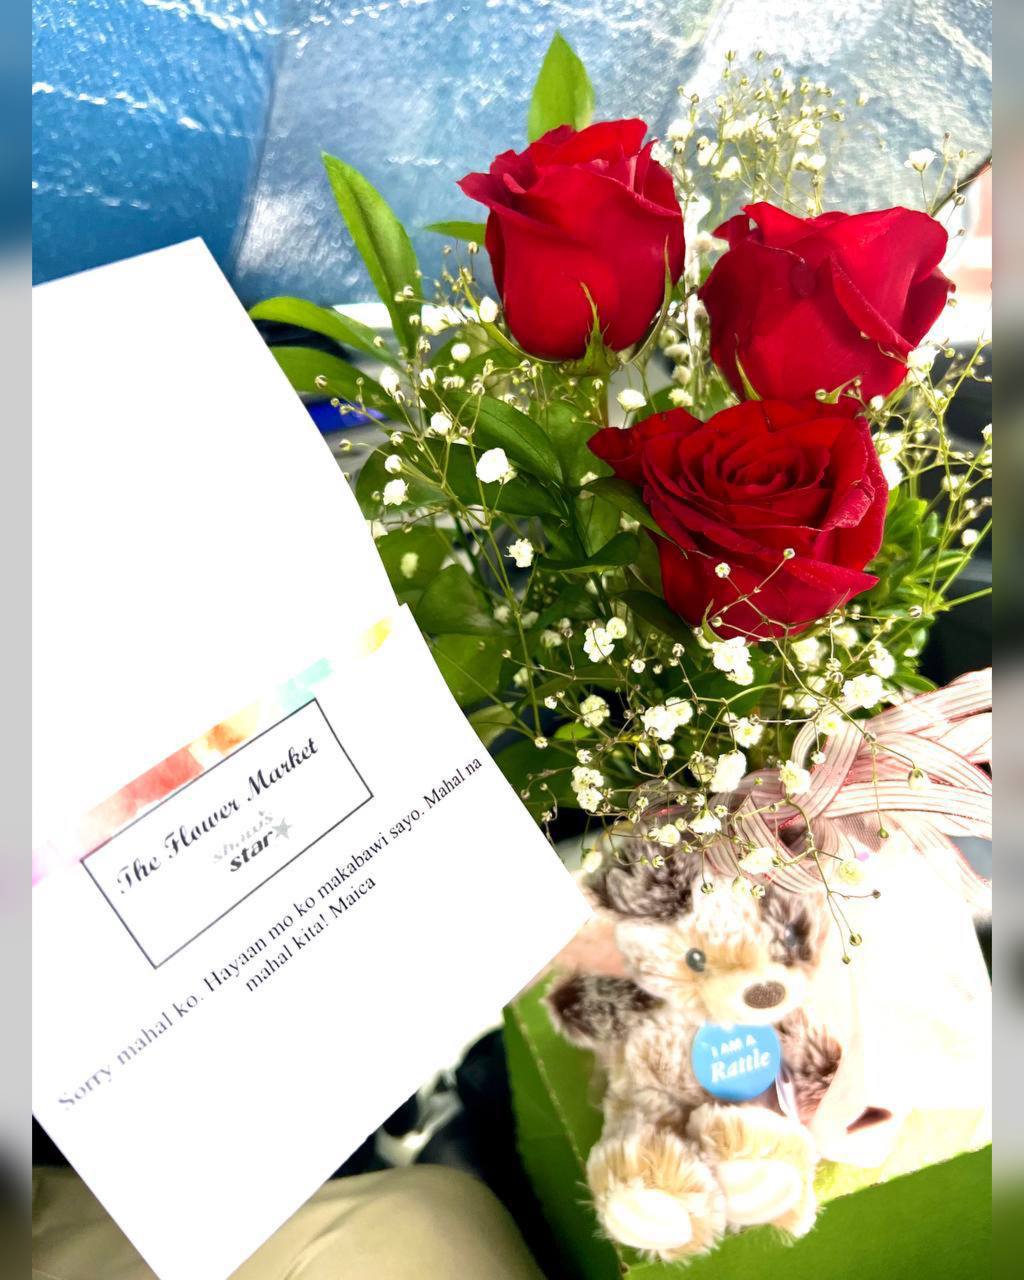 The Flower Market
shaw's
star
Sorry mahal ko. Hayaan mo ko makabawi sayo. Mahal na
mahal kita! Maica
I AM A
Rattle